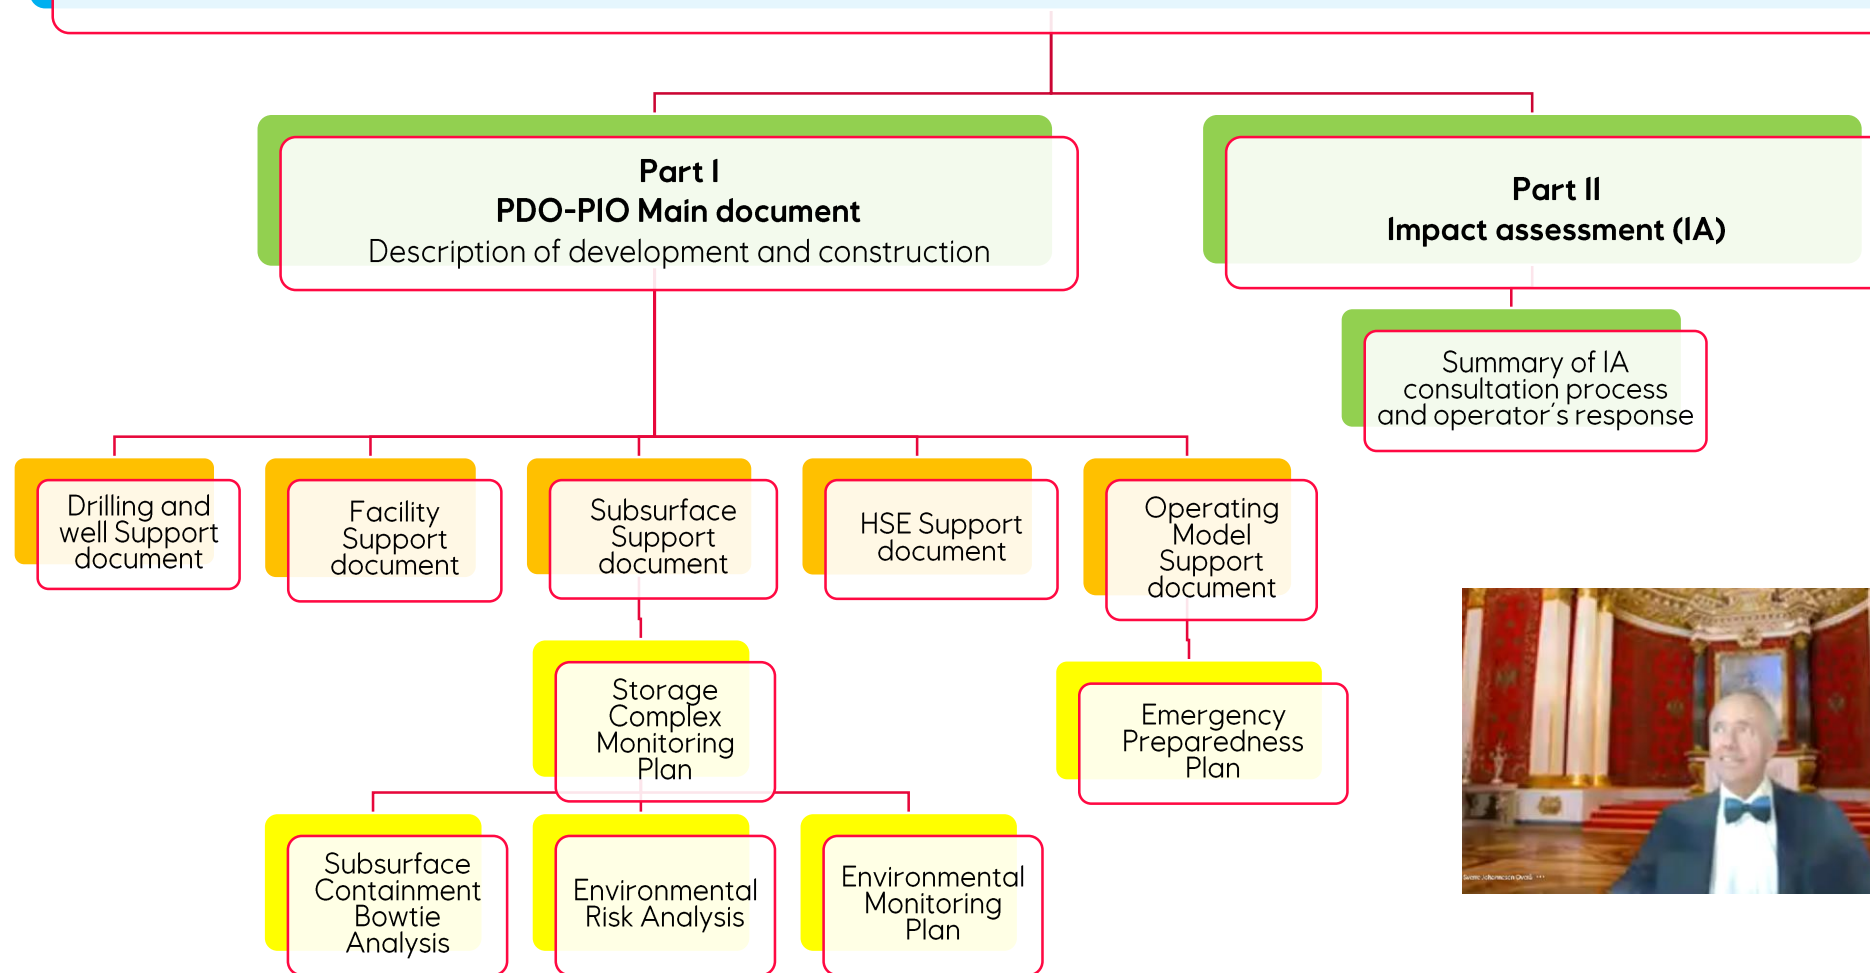 Part I
PDO-PIO Main document
Description of development and construction
Part II
Impact assessment (IA)
Summary of IA
consultation process
and operator's response
Drilling and
well Support
document
Facility
Support
document
Subsurface
Support
document
HSE Support
document
Operating
Model
Support
document
Storage
Complex
Monitoring
Plan
Emergency
Preparedness
Plan
Subsurface
Containment
Bowtie
Analysis
Environmental
Risk Analysis
Environmental
Monitoring
Plan